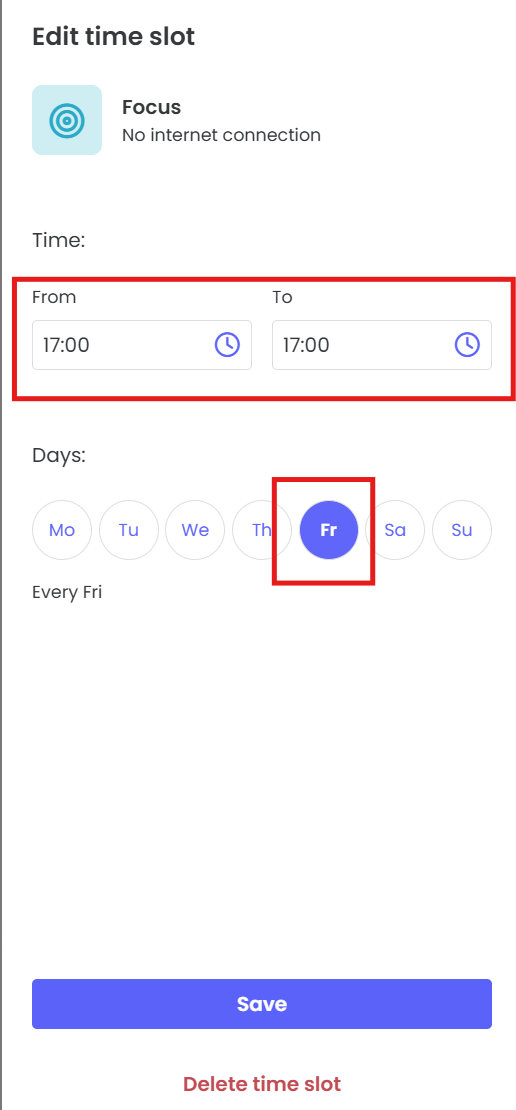 Edit time slot
Focus
No internet connection
Time:
From To
17:00 17:00
Days:
Mo Tu We Th Fr Sa Su
Every Fri
Save
Delete time slot